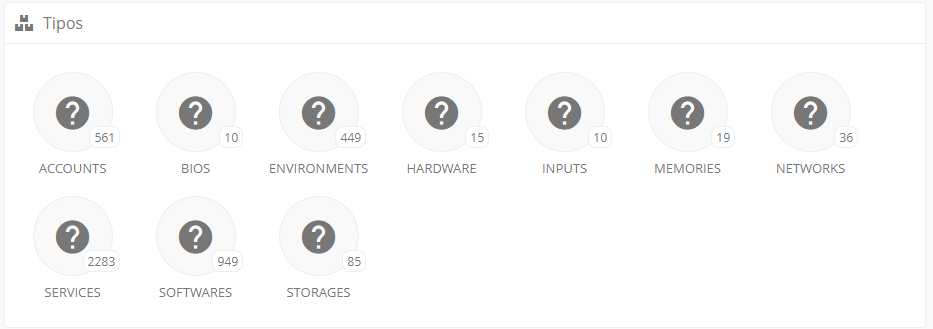 Tipos
561 10 449 15 10 19 36
ACCOUNTS BIOS ENVIRONMENTS HARDWARE INPUTS MEMORIES NETWORKS
2283 949 85
SERVICES SOFTWARES STORAGES